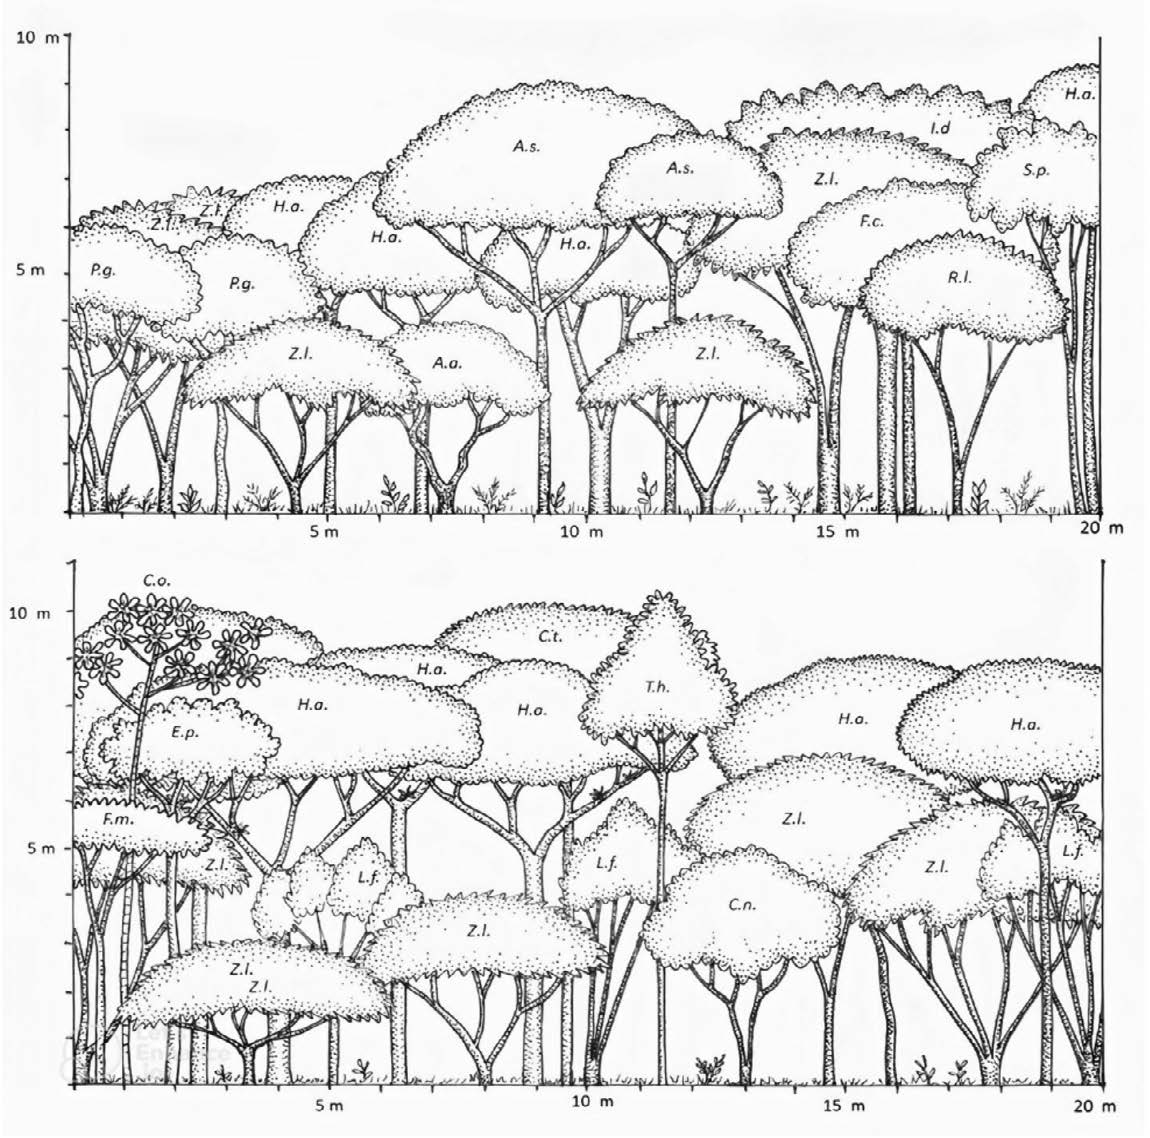 10 m
H.a.
I.d
A.s.
A.s.
Z.l.
S.p.
Z.l.
H.a.
Z.l.
F.c.
H.a.
H.a.
P.g.
5 m
P.g.
R.l.
Z.l.
A.a.
Z.l.
5 m
10 m
15 m
20 m
C.o.
10 m
C.t.
H.a.
T.h.
H.a.
H.a.
H.a.
H.a.
E.p.
F.m.
Z.l.
5 m
Z.l.
L.f.
L.f.
Z.l.
L.f.
C.n.
Z.l.
Z.l.
Z.l.
5 m
10 m
15 m
20 m